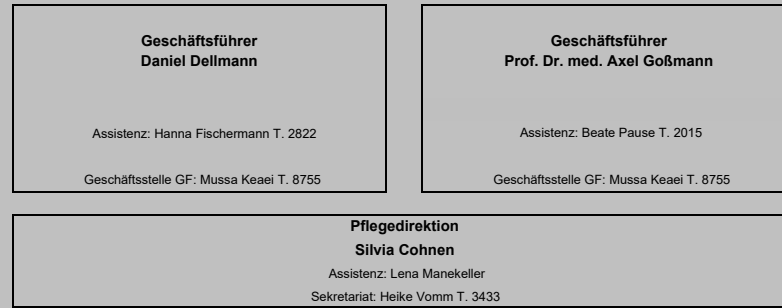 Geschäftsführer
Daniel Dellmann
Assistenz: Hanna Fischermann T. 2822
Geschäftsstelle GF: Mussa Keaei T. 8755
Geschäftsführer
Prof. Dr. med. Axel Goßmann
Assistenz: Beate Pause T. 2015
Geschäftsstelle GF: Mussa Keaei T. 8755
Pflegedirektion
Silvia Cohnen
Assistenz: Lena Manekeller
Sekretariat: Heike Vomm T. 3433